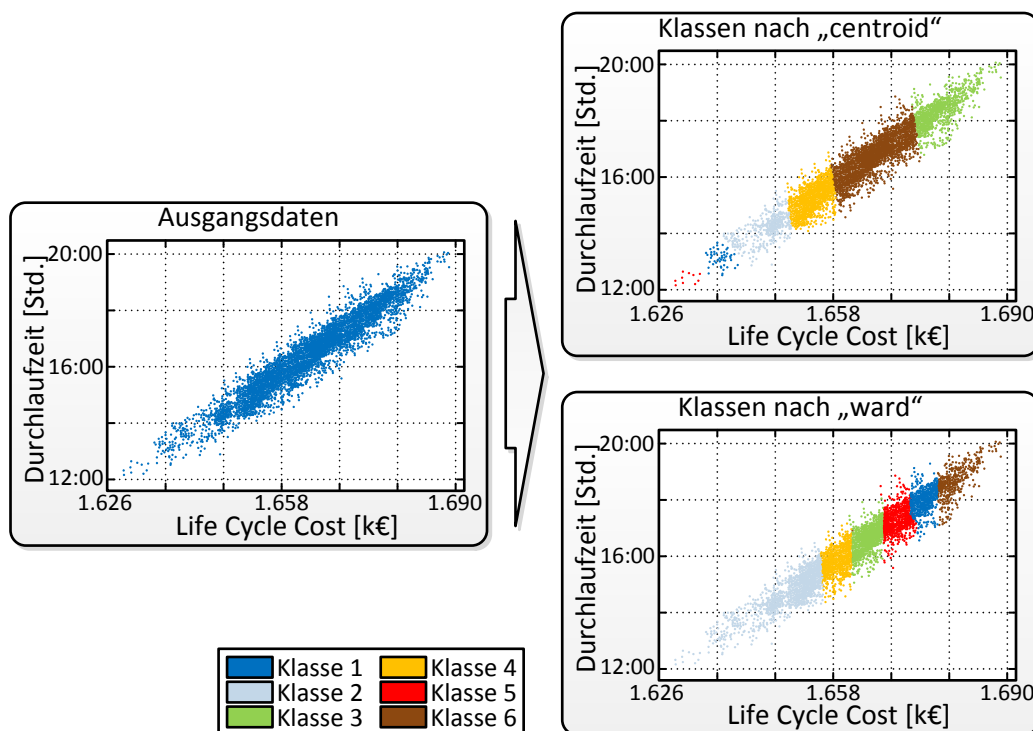 Ausgangsdaten
Durchlaufzeit [Std.]
20:00
16:00
12:00
1.626
1.658
1.690
Life Cycle Cost [k€]
Klassen nach „centroid“
Durchlaufzeit [Std.]
20:00
16:00
12:00
1.626
1.658
1.690
Life Cycle Cost [k€]
Klassen nach „ward“
Durchlaufzeit [Std.]
20:00
16:00
12:00
1.626
1.658
1.690
Life Cycle Cost [k€]
Klasse 1
Klasse 4
Klasse 2
Klasse 5
Klasse 3
Klasse 6